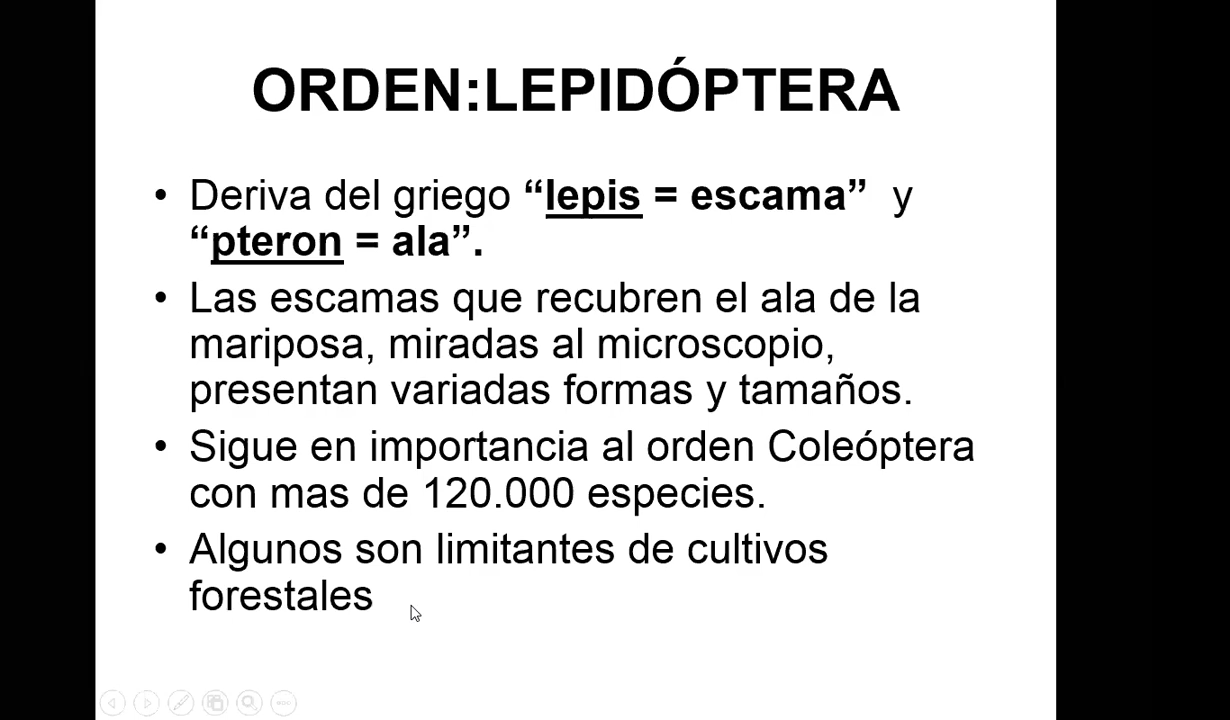 ORDEN:LEPIDÓPTERA
• Deriva del griego “lepis = escama” y
“pteron = ala”.
• Las escamas que recubren el ala de la
mariposa, miradas al microscopio,
presentan variadas formas y tamaños.
• Sigue en importancia al orden Coleóptera
con mas de 120.000 especies.
• Algunos son limitantes de cultivos
forestales